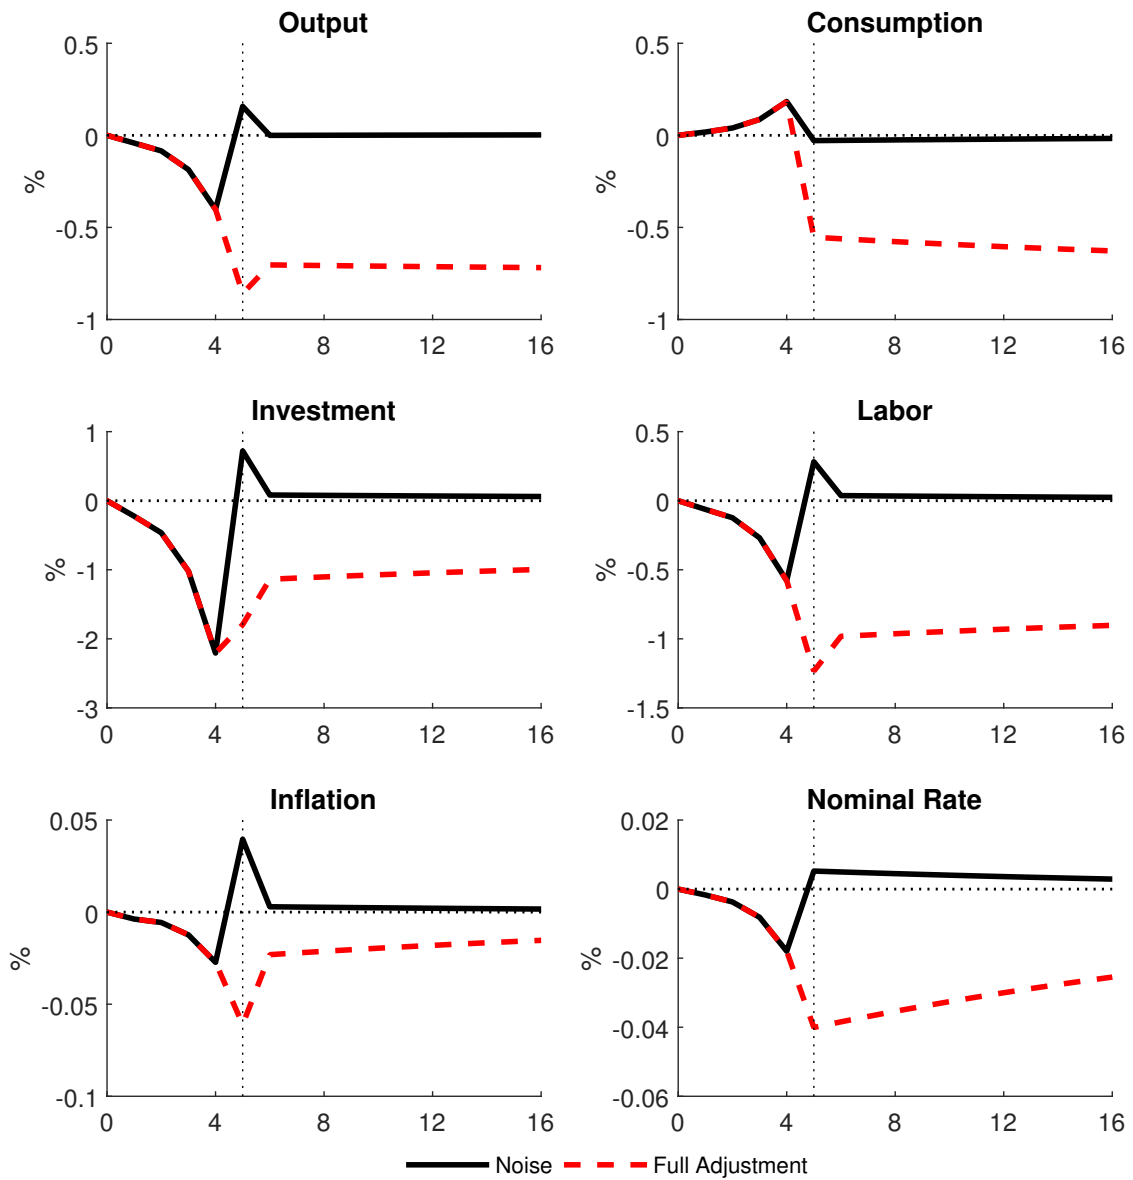 Output
0.5
0
-0.5
-1
%
0 4 8 12 16
Consumption
0.5
0
-0.5
-1
%
0 4 8 12 16
Investment
1
0
-1
-2
-3
%
0 4 8 12 16
Labor
0.5
0
-0.5
-1
-1.5
%
0 4 8 12 16
Inflation
0.05
0
-0.05
-0.1
%
0 4 8 12 16
Nominal Rate
0.02
0
-0.02
-0.04
-0.06
%
0 4 8 12 16
Noise Full Adjustment